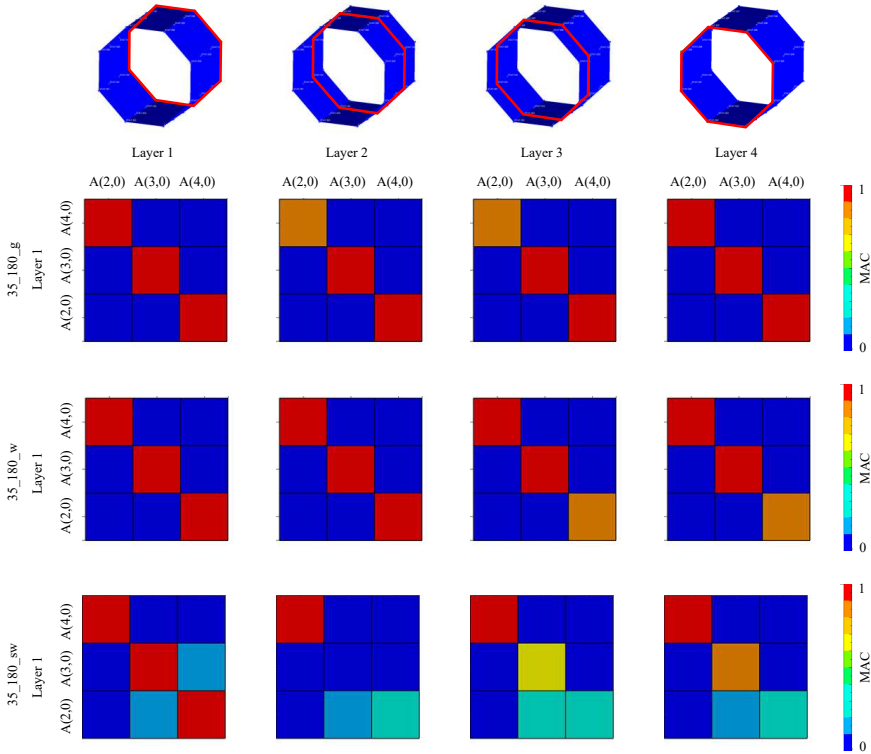 Layer 1
Layer 2
Layer 3
Layer 4
A(2,0) A(3,0) A(4,0)
A(2,0) A(3,0) A(4,0)
A(2,0) A(3,0) A(4,0)
A(2,0) A(3,0) A(4,0)
35_180_g
Layer 1
A(4,0)
A(3,0)
A(2,0)
1
MAC
0
35_180_w
Layer 1
A(4,0)
A(3,0)
A(2,0)
1
MAC
0
35_180_sw
Layer 1
A(4,0)
A(3,0)
A(2,0)
1
MAC
0